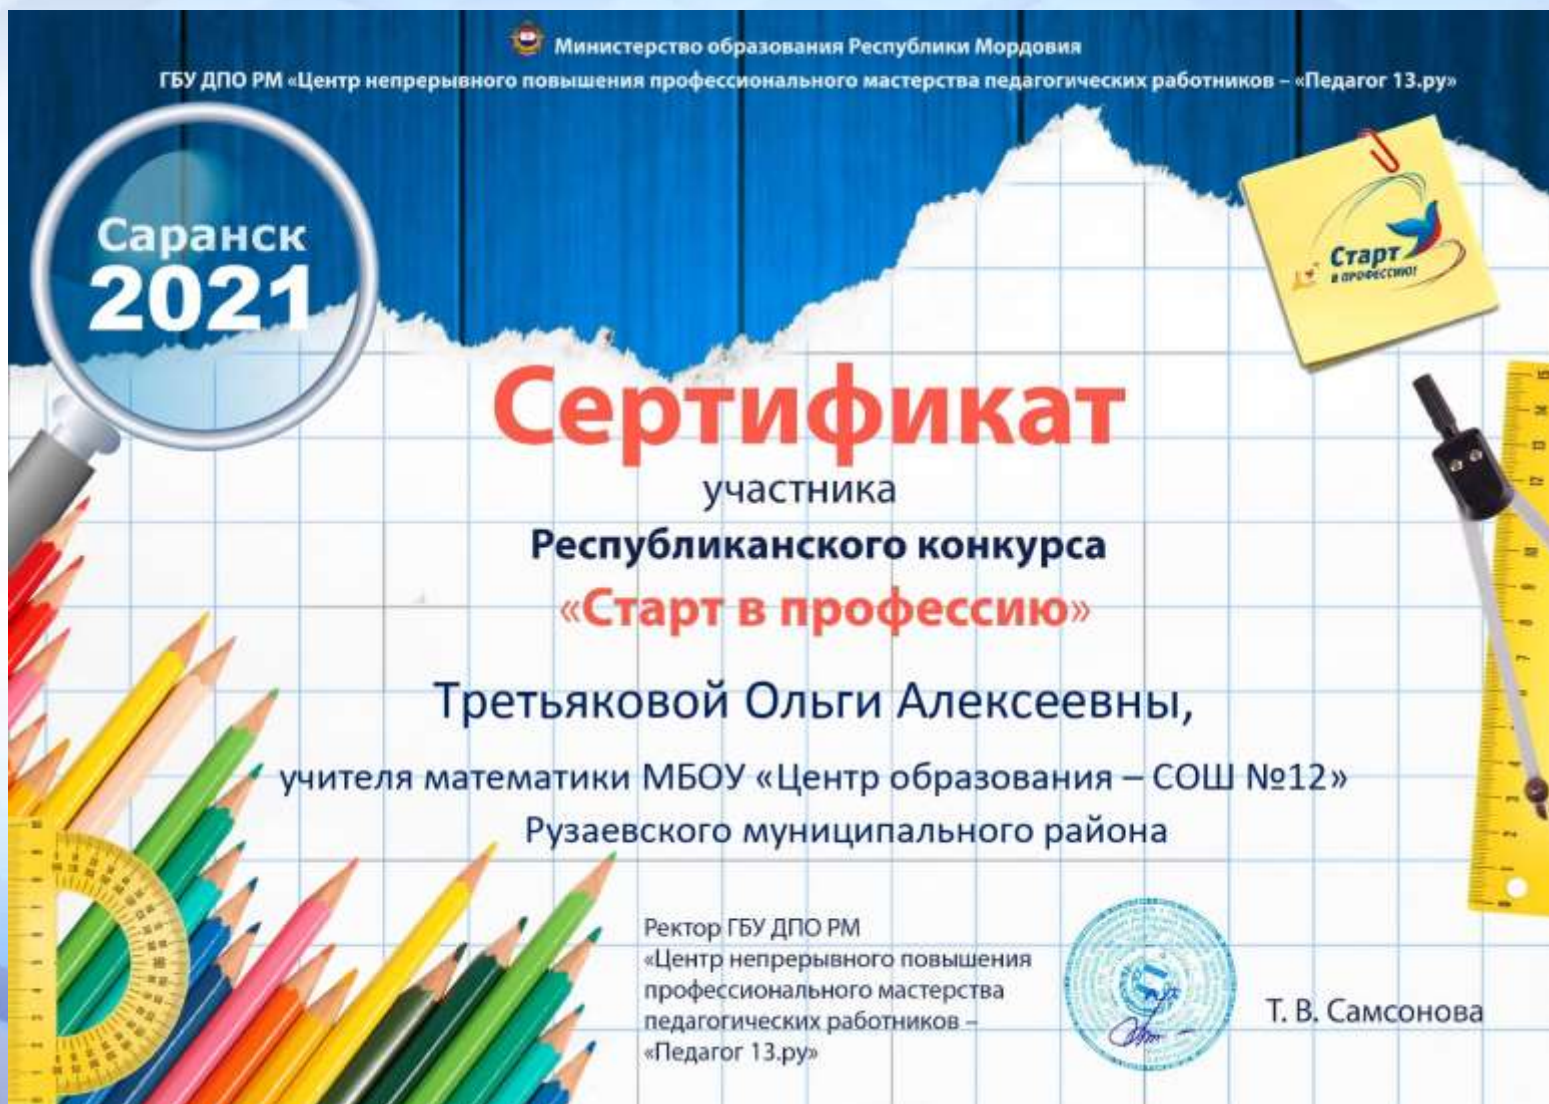 Министерство образования Республики Мордовия
ГБУ ДПО РМ «Центр непрерывного повышения профессионального мастерства педагогических работников – «Педагог 13.ру»
Саранск
2021
Старт
в профессию!
Сертификат
участника
Республиканского конкурса
«Старт в профессию»
Третьяковой Ольги Алексеевны,
учителя математики МБОУ «Центр образования – СОШ №12»
Рузаевского муниципального района
Ректор ГБУ ДПО РМ
«Центр непрерывного повышения
профессионального мастерства
педагогических работников –
«Педагог 13.ру»
Т. В. Самсонова